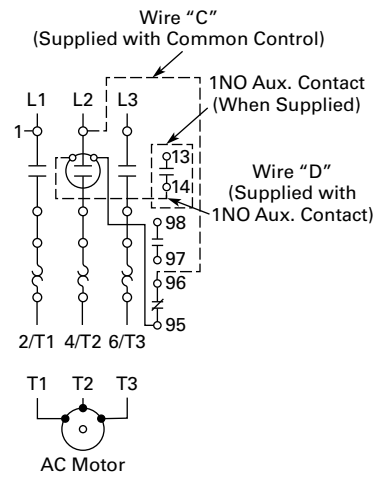 Wire “C”
(Supplied with Common Control)
1NO Aux. Contact
(When Supplied)
L1 L2 L3
1
13
14
Wire “D”
(Supplied with
1NO Aux. Contact)
98
97
96
95
2/T1 4/T2 6/T3
T1 T2 T3
AC Motor